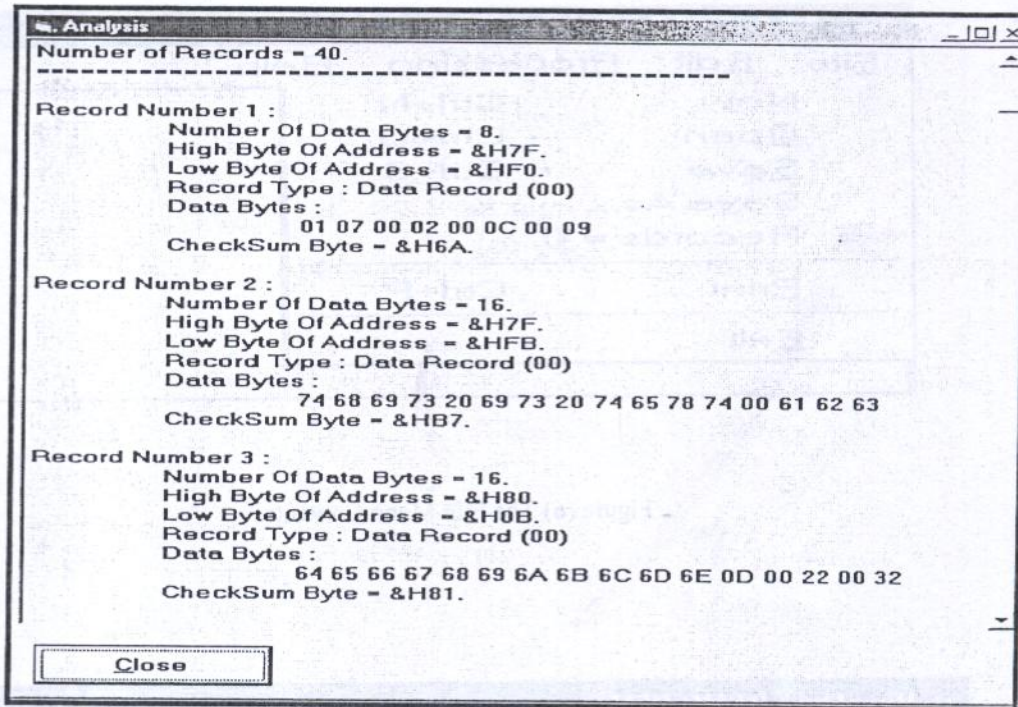 Analysis
Number of Records = 40.
Record Number 1 :
Number Of Data Bytes = 8.
High Byte Of Address = &H7F.
Low Byte Of Address = &HF0.
Record Type : Data Record (00)
Data Bytes :
01 07 00 02 00 0C 00 09
CheckSum Byte = &H6A.
Record Number 2 :
Number Of Data Bytes = 16.
High Byte Of Address = &H7F.
Low Byte Of Address = &HFB.
Record Type : Data Record (00)
Data Bytes :
74 68 69 73 20 69 73 20 74 65 78 74 00 61 62 63
CheckSum Byte = &HB7.
Record Number 3 :
Number Of Data Bytes = 16.
High Byte Of Address = &H80.
Low Byte Of Address = &H0B.
Record Type : Data Record (00)
Data Bytes :
64 65 66 67 68 69 6A 6B 6C 6D 6E 0D 00 22 00 32
CheckSum Byte = &H81.
Close